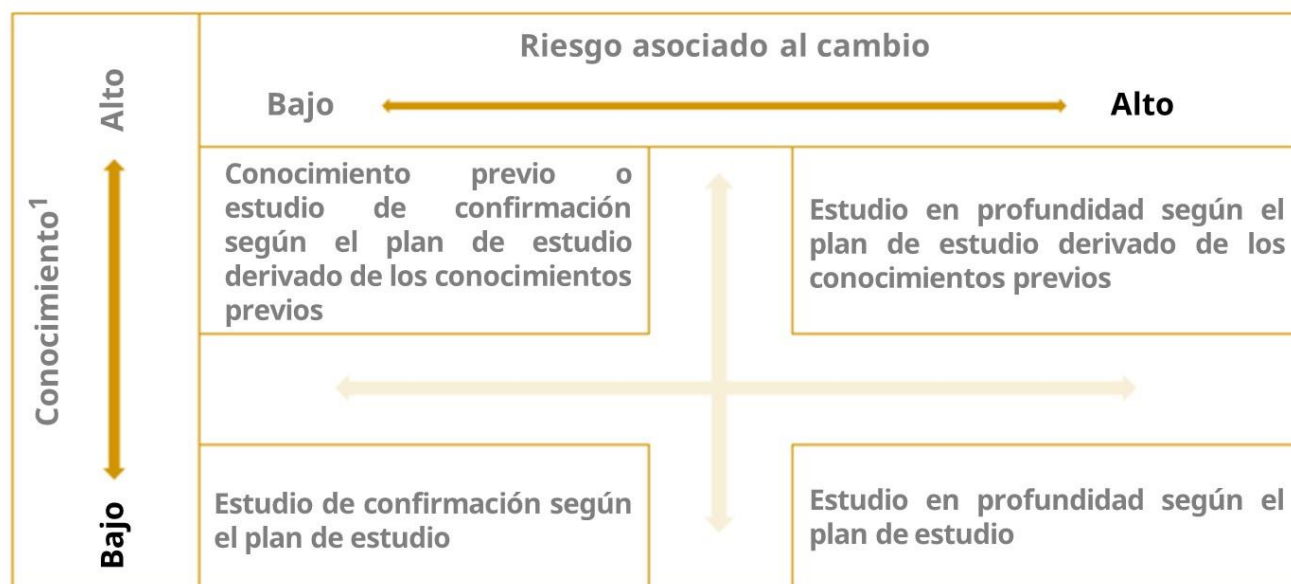 Riesgo asociado al cambio
Bajo
Alto
Alto
Conocimiento¹
Bajo
Conocimiento previo o
estudio de confirmación
según el plan de estudio
derivado de los conocimientos
previos
Estudio en profundidad según el
plan de estudio derivado de los
conocimientos previos
Estudio de confirmación según
el plan de estudio
Estudio en profundidad según el
plan de estudio